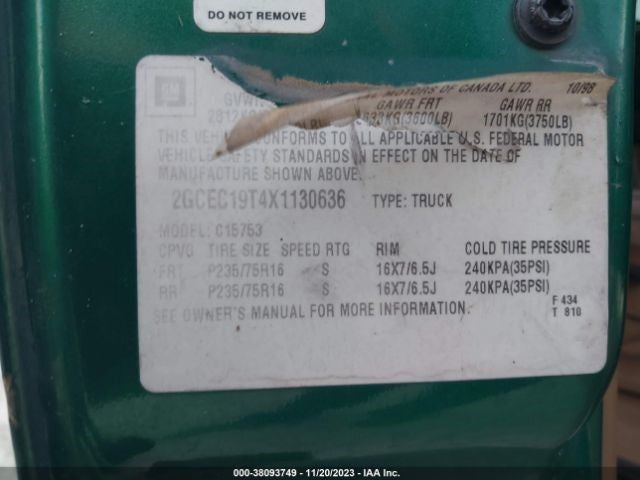 DO NOT REMOVE
GM
MOTORS OF CANADA LTD. 10/98
GAWR FRT GAWR RR
(3600LB) 1701KG(3750LB)
THIS VEHICLE CONFORMS TO ALL APPLICABLE U.S. FEDERAL MOTOR
VEHICLE SAFETY STANDARDS IN EFFECT ON THE DATE OF
MANUFACTURE SHOWN ABOVE.
2GCEC19T4X1130636 TYPE: TRUCK
MODEL: C15753
TIRE SIZE SPEED RTG RIM COLD TIRE PRESSURE
FRT P235/75R16 S 16X7/6.5J 240KPA(35PSI)
RR P235/75R16 S 16X7/6.5J 240KPA(35PSI)
SEE OWNER'S MANUAL FOR MORE INFORMATION.
F 434
T 810
000-38093749 - 11/20/2023 - IAA Inc.